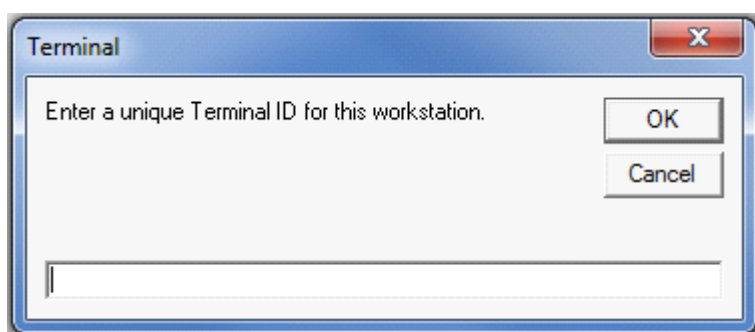 Terminal
Enter a unique Terminal ID for this workstation.
OK
Cancel